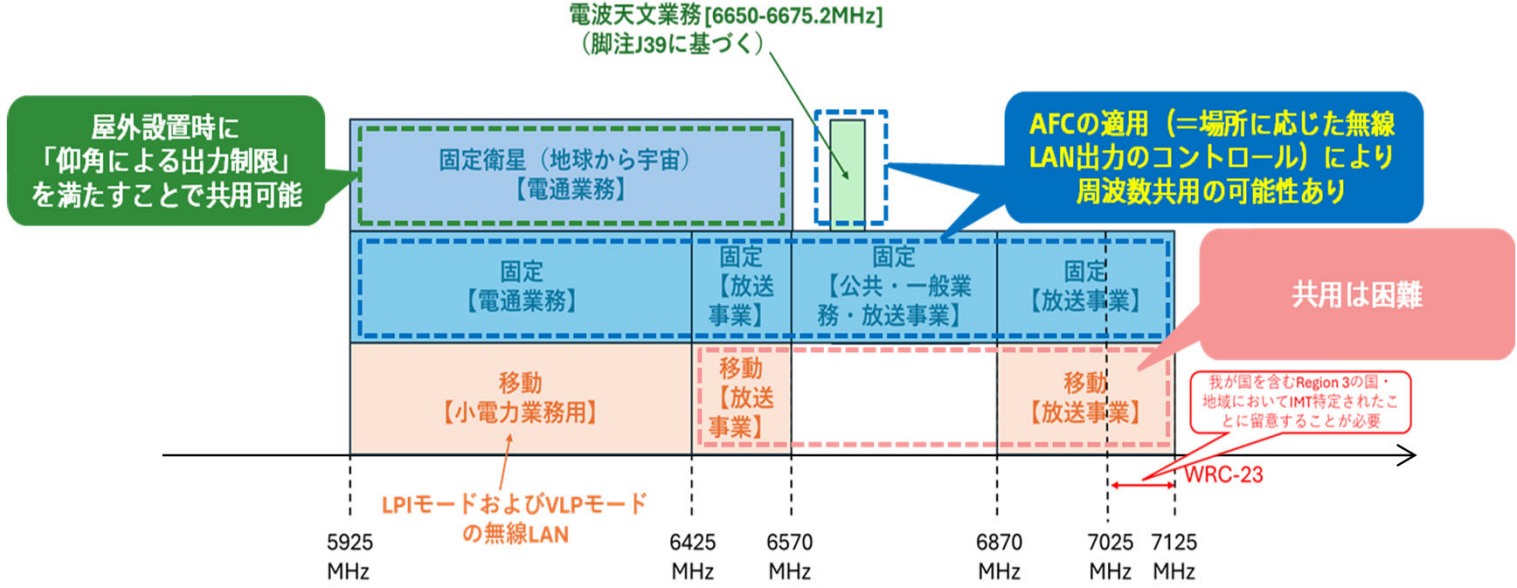 電波天文業務[6650-6675.2MHz]
（脚注J39に基づく）
屋外設置時に
「仰角による出力制限」
を満たすことで共用可能
固定衛星（地球から宇宙）
【電通業務】
AFCの適用（＝場所に応じた無線
LAN出力のコントロール）により
周波数共用の可能性あり
固定
【電通業務】
固定
【放送
事業】
固定
【公共・一般業
務・放送事業】
固定
【放送事業】
共用は困難
移動
【小電力業務用】
移動
【放送
事業】
移動
【放送事業】
我が国を含むRegion 3の国・
地域においてIMT特定されたこ
とに留意することが必要
WRC-23
LPIモードおよびVLPモード
の無線LAN
5925
MHz
6425
MHz
6570
MHz
6870
MHz
7025
MHz
7125
MHz